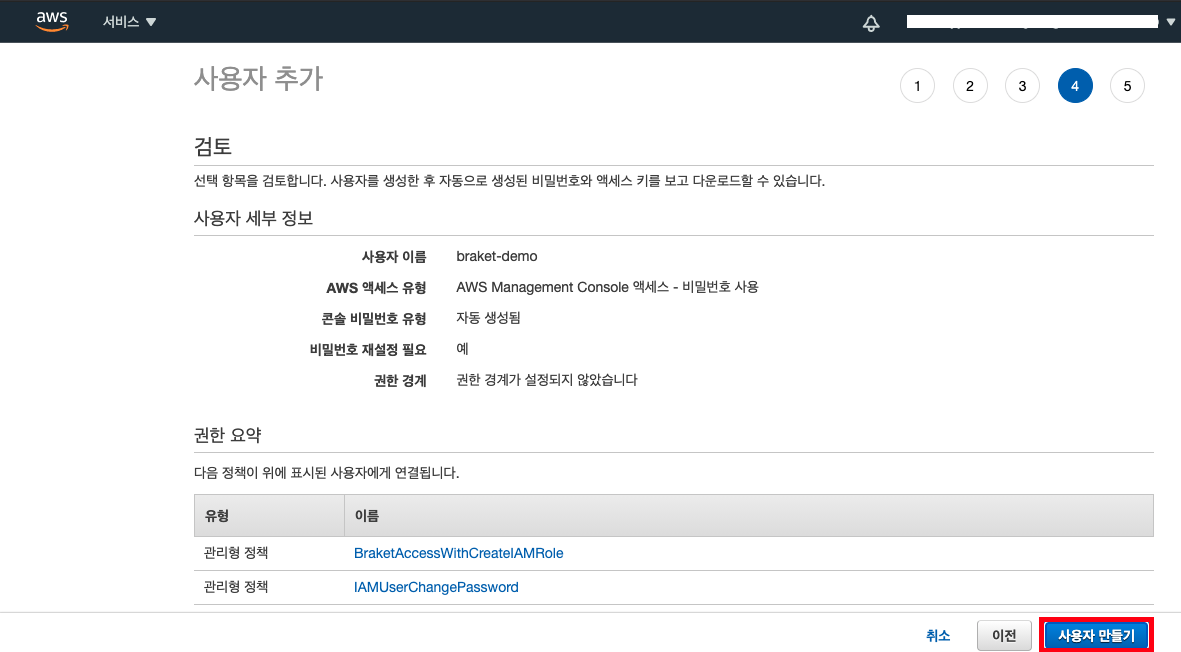 aws
서비스
사용자 추가
1 2 3 4 5
검토
선택 항목을 검토합니다. 사용자를 생성한 후 자동으로 생성된 비밀번호와 액세스 키를 보고 다운로드할 수 있습니다.
사용자 세부 정보
사용자 이름 braket-demo
AWS 액세스 유형 AWS Management Console 액세스 - 비밀번호 사용
콘솔 비밀번호 유형 자동 생성됨
비밀번호 재설정 필요 예
권한 경계 권한 경계가 설정되지 않았습니다
권한 요약
다음 정책이 위에 표시된 사용자에게 연결됩니다.
유형 이름
관리형 정책 BraketAccessWithCreateIAMRole
관리형 정책 IAMUserChangePassword
취소 이전 사용자 만들기